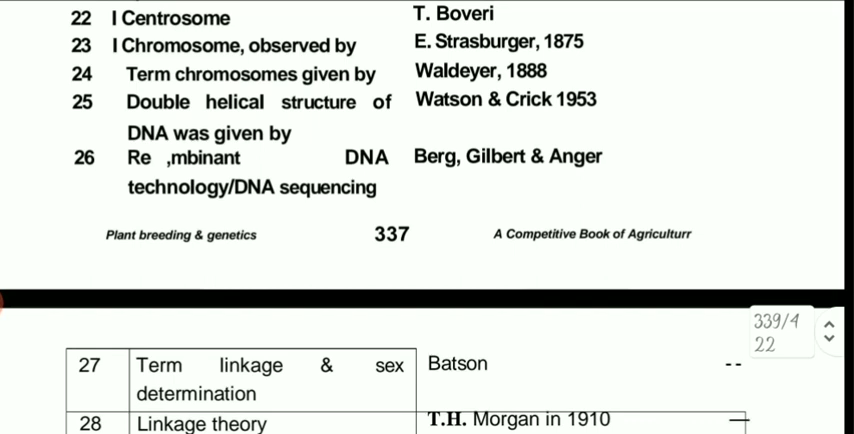 22 I Centrosome T. Boveri
23 I Chromosome, observed by E. Strasburger, 1875
24 Term chromosomes given by Waldeyer, 1888
25 Double helical structure of Watson & Crick 1953
DNA was given by
26 Re ,mbinant DNA Berg, Gilbert & Anger
technology/DNA sequencing
Plant breeding & genetics 337 A Competitive Book of Agriculturr
339/4
22
27 Term linkage & sex Batson --
determination
28 Linkage theory T.H. Morgan in 1910 —